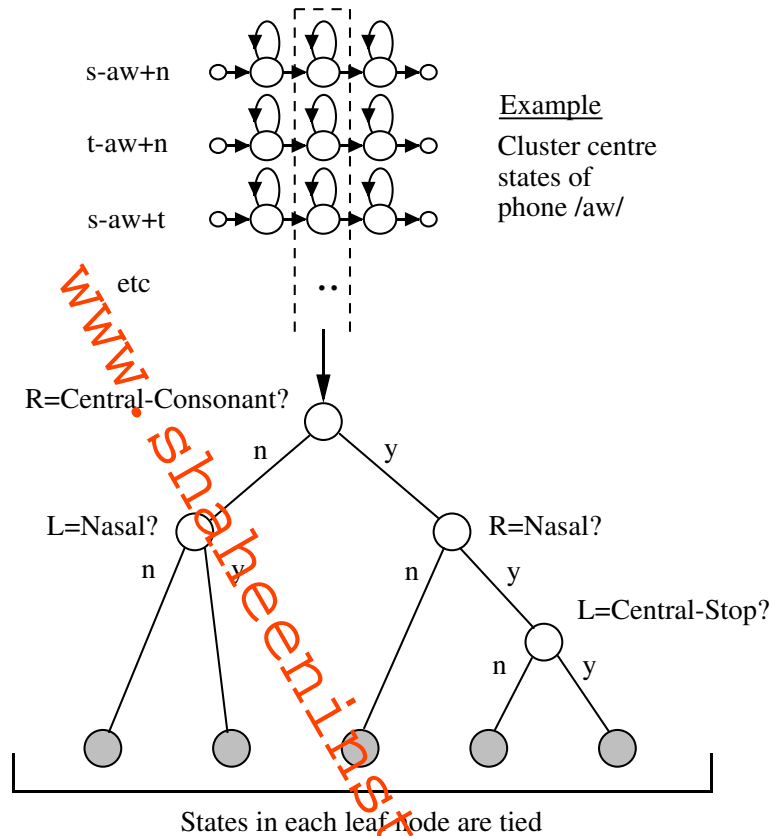 s-aw+n
t-aw+n
s-aw+t
etc
..
Example
Cluster centre
states of
phone /aw/
R=Central-Consonant?
n
y
L=Nasal?
R=Nasal?
n
y
n
y
L=Central-Stop?
n
y
States in each leaf node are tied
www.shaheeninst